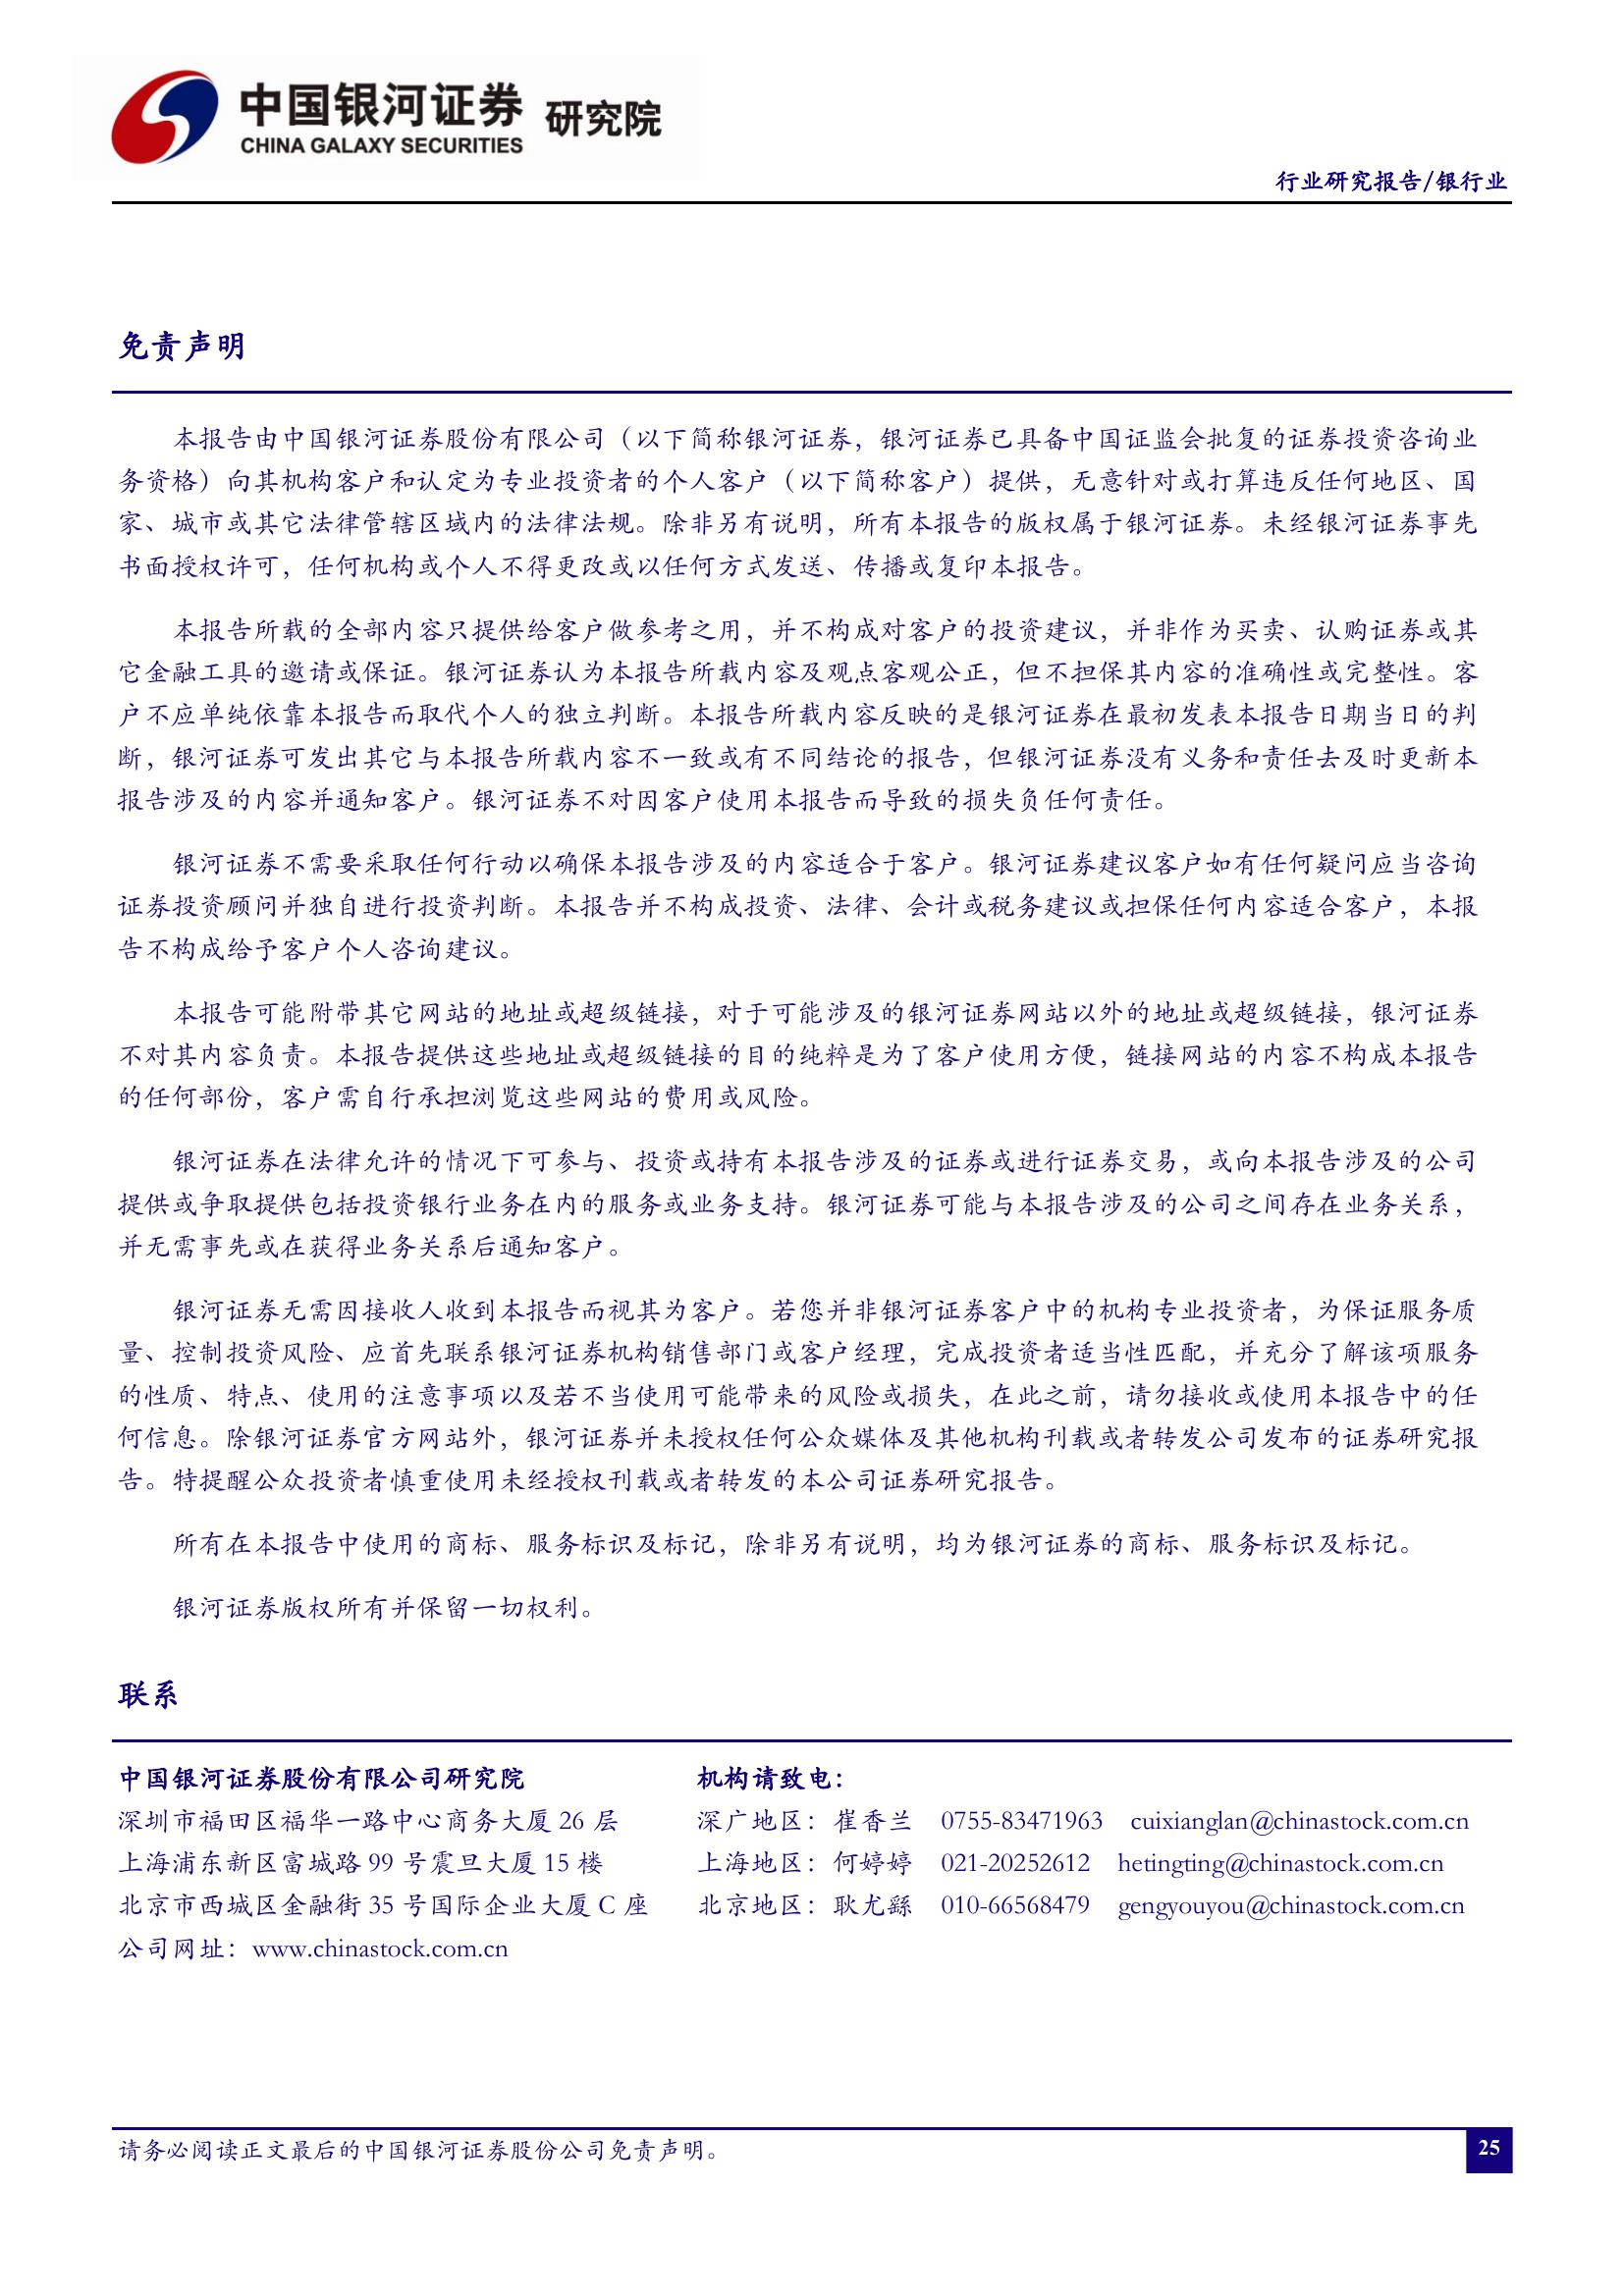 中国银河证券 研究院
CHINA GALAXY SECURITIES
行业研究报告/银行业
免责声明
本报告由中国银河证券股份有限公司（以下简称银河证券，银河证券已具备中国证监会批复的证券投资咨询业
务资格）向其机构客户和认定为专业投资者的个人客户（以下简称客户）提供，无意针对或打算违反任何地区、国
家、城市或其它法律管辖区域内的法律法规。除非另有说明，所有本报告的版权属于银河证券。未经银河证券事先
书面授权许可，任何机构或个人不得更改或以任何方式发送、传播或复印本报告。
本报告所载的全部内容只提供给客户做参考之用，并不构成对客户的投资建议，并非作为买卖、认购证券或其
它金融工具的邀请或保证。银河证券认为本报告所载内容及观点客观公正，但不担保其内容的准确性或完整性。客
户不应单纯依靠本报告而取代个人的独立判断。本报告所载内容反映的是银河证券在最初发表本报告日期当日的判
断，银河证券可发出其它与本报告所载内容不一致或有不同结论的报告，但银河证券没有义务和责任去及时更新本
报告涉及的内容并通知客户。银河证券不对因客户使用本报告而导致的损失负任何责任。
银河证券不需要采取任何行动以确保本报告涉及的内容适合于客户。银河证券建议客户如有任何疑问应当咨询
证券投资顾问并独自进行投资判断。本报告并不构成投资、法律、会计或税务建议或担保任何内容适合客户，本报
告不构成给予客户个人咨询建议。
本报告可能附带其它网站的地址或超级链接，对于可能涉及的银河证券网站以外的地址或超级链接，银河证券
不对其内容负责。本报告提供这些地址或超级链接的目的纯粹是为了客户使用方便，链接网站的内容不构成本报告
的任何部份，客户需自行承担浏览这些网站的费用或风险。
银河证券在法律允许的情况下可参与、投资或持有本报告涉及的证券或进行证券交易，或向本报告涉及的公司
提供或争取提供包括投资银行业务在内的服务或业务支持。银河证券可能与本报告涉及的公司之间存在业务关系，
并无需事先或在获得业务关系后通知客户。
银河证券无需因接收人收到本报告而视其为客户。若您并非银河证券客户中的机构专业投资者，为保证服务质
量、控制投资风险、应首先联系银河证券机构销售部门或客户经理，完成投资者适当性匹配，并充分了解该项服务
的性质、特点、使用的注意事项以及若不当使用可能带来的风险或损失，在此之前，请勿接收或使用本报告中的任
何信息。除银河证券官方网站外，银河证券并未授权任何公众媒体及其他机构刊载或者转发公司发布的证券研究报
告。特提醒公众投资者慎重使用未经授权刊载或者转发的本公司证券研究报告。
所有在本报告中使用的商标、服务标识及标记，除非另有说明，均为银河证券的商标、服务标识及标记。
银河证券版权所有并保留一切权利。
联系
中国银河证券股份有限公司研究院 机构请致电：
深圳市福田区福华一路中心商务大厦 26 层 深广地区：崔香兰 0755-83471963 cuixianglan@chinastock.com.cn
上海浦东新区富城路 99 号震旦大厦 15 楼 上海地区：何婷婷 021-20252612 hetingting@chinastock.com.cn
北京市西城区金融街 35 号国际企业大厦 C 座 北京地区：耿尤繇 010-66568479 gengyouyou@chinastock.com.cn
公司网址：www.chinastock.com.cn
请务必阅读正文最后的中国银河证券股份公司免责声明。 25